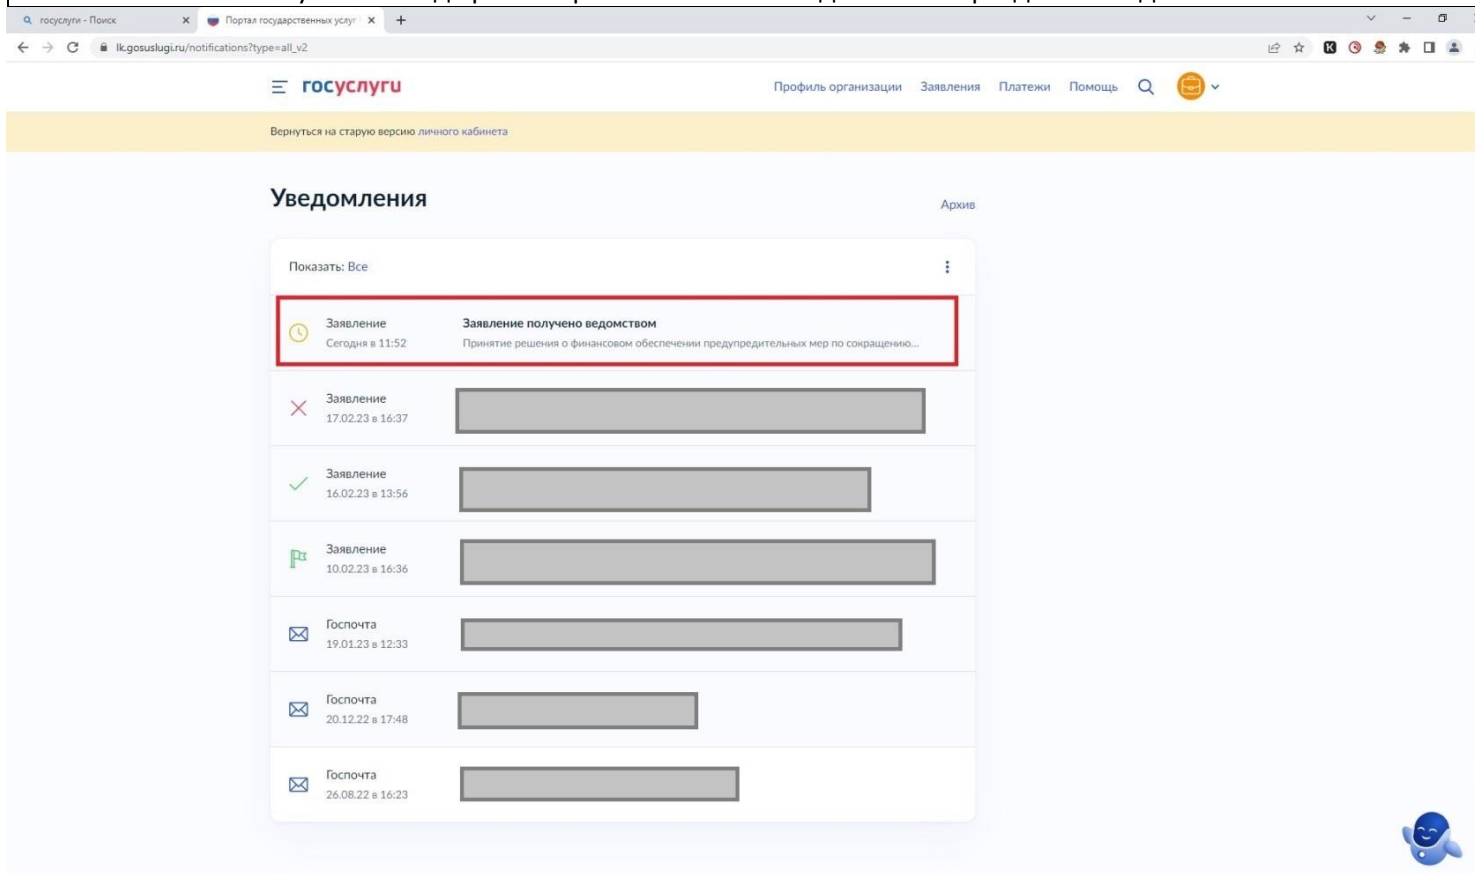 госуслуги - Поиск
Портал государственных услуг
lk.gosuslugi.ru/notifications?type=all_v2
госуслуги
Профиль организации Заявления Платежи Помощь
Вернуться на старую версию личного кабинета
Уведомления
Архив
Показать: Все
Заявление Заявление получено ведомством
Сегодня в 11:52 Принятие решения о финансовом обеспечении предупредительных мер по сокращению...
Заявление
17.02.23 в 16:37
Заявление
16.02.23 в 13:56
Заявление
10.02.23 в 16:36
Госпочта
19.01.23 в 12:33
Госпочта
20.12.22 в 17:48
Госпочта
26.08.22 в 16:23